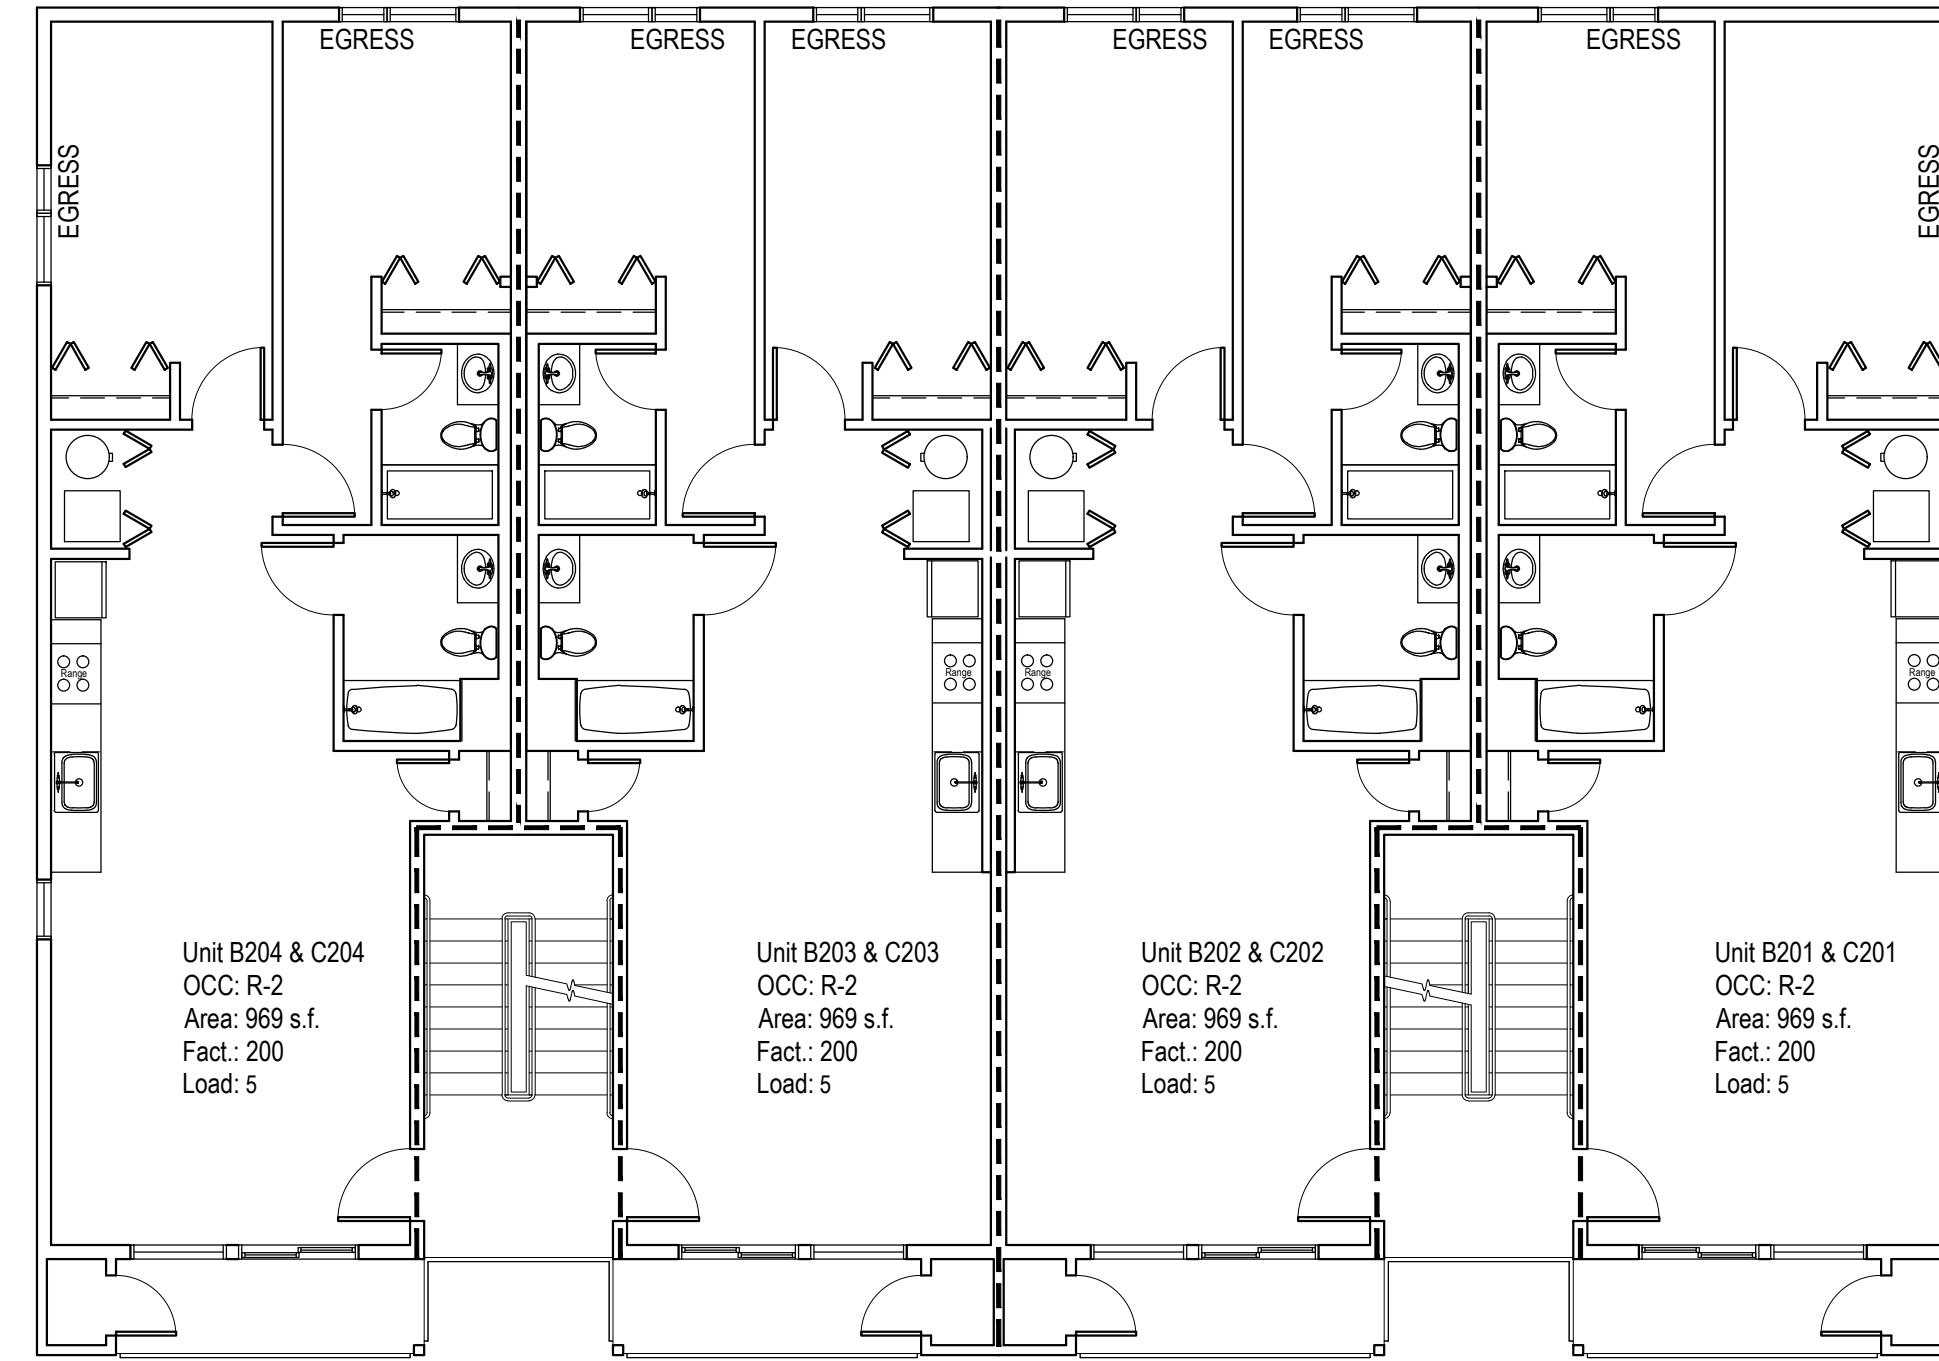 EGRESS
EGRESS
EGRESS
EGRESS
EGRESS
EGRESS
EGRESS
EGRESS
Range
Range
Range
Range
Unit B204 & C204
OCC: R-2
Area: 969 s.f.
Fact.: 200
Load: 5
Unit B203 & C203
OCC: R-2
Area: 969 s.f.
Fact.: 200
Load: 5
Unit B202 & C202
OCC: R-2
Area: 969 s.f.
Fact.: 200
Load: 5
Unit B201 & C201
OCC: R-2
Area: 969 s.f.
Fact.: 200
Load: 5